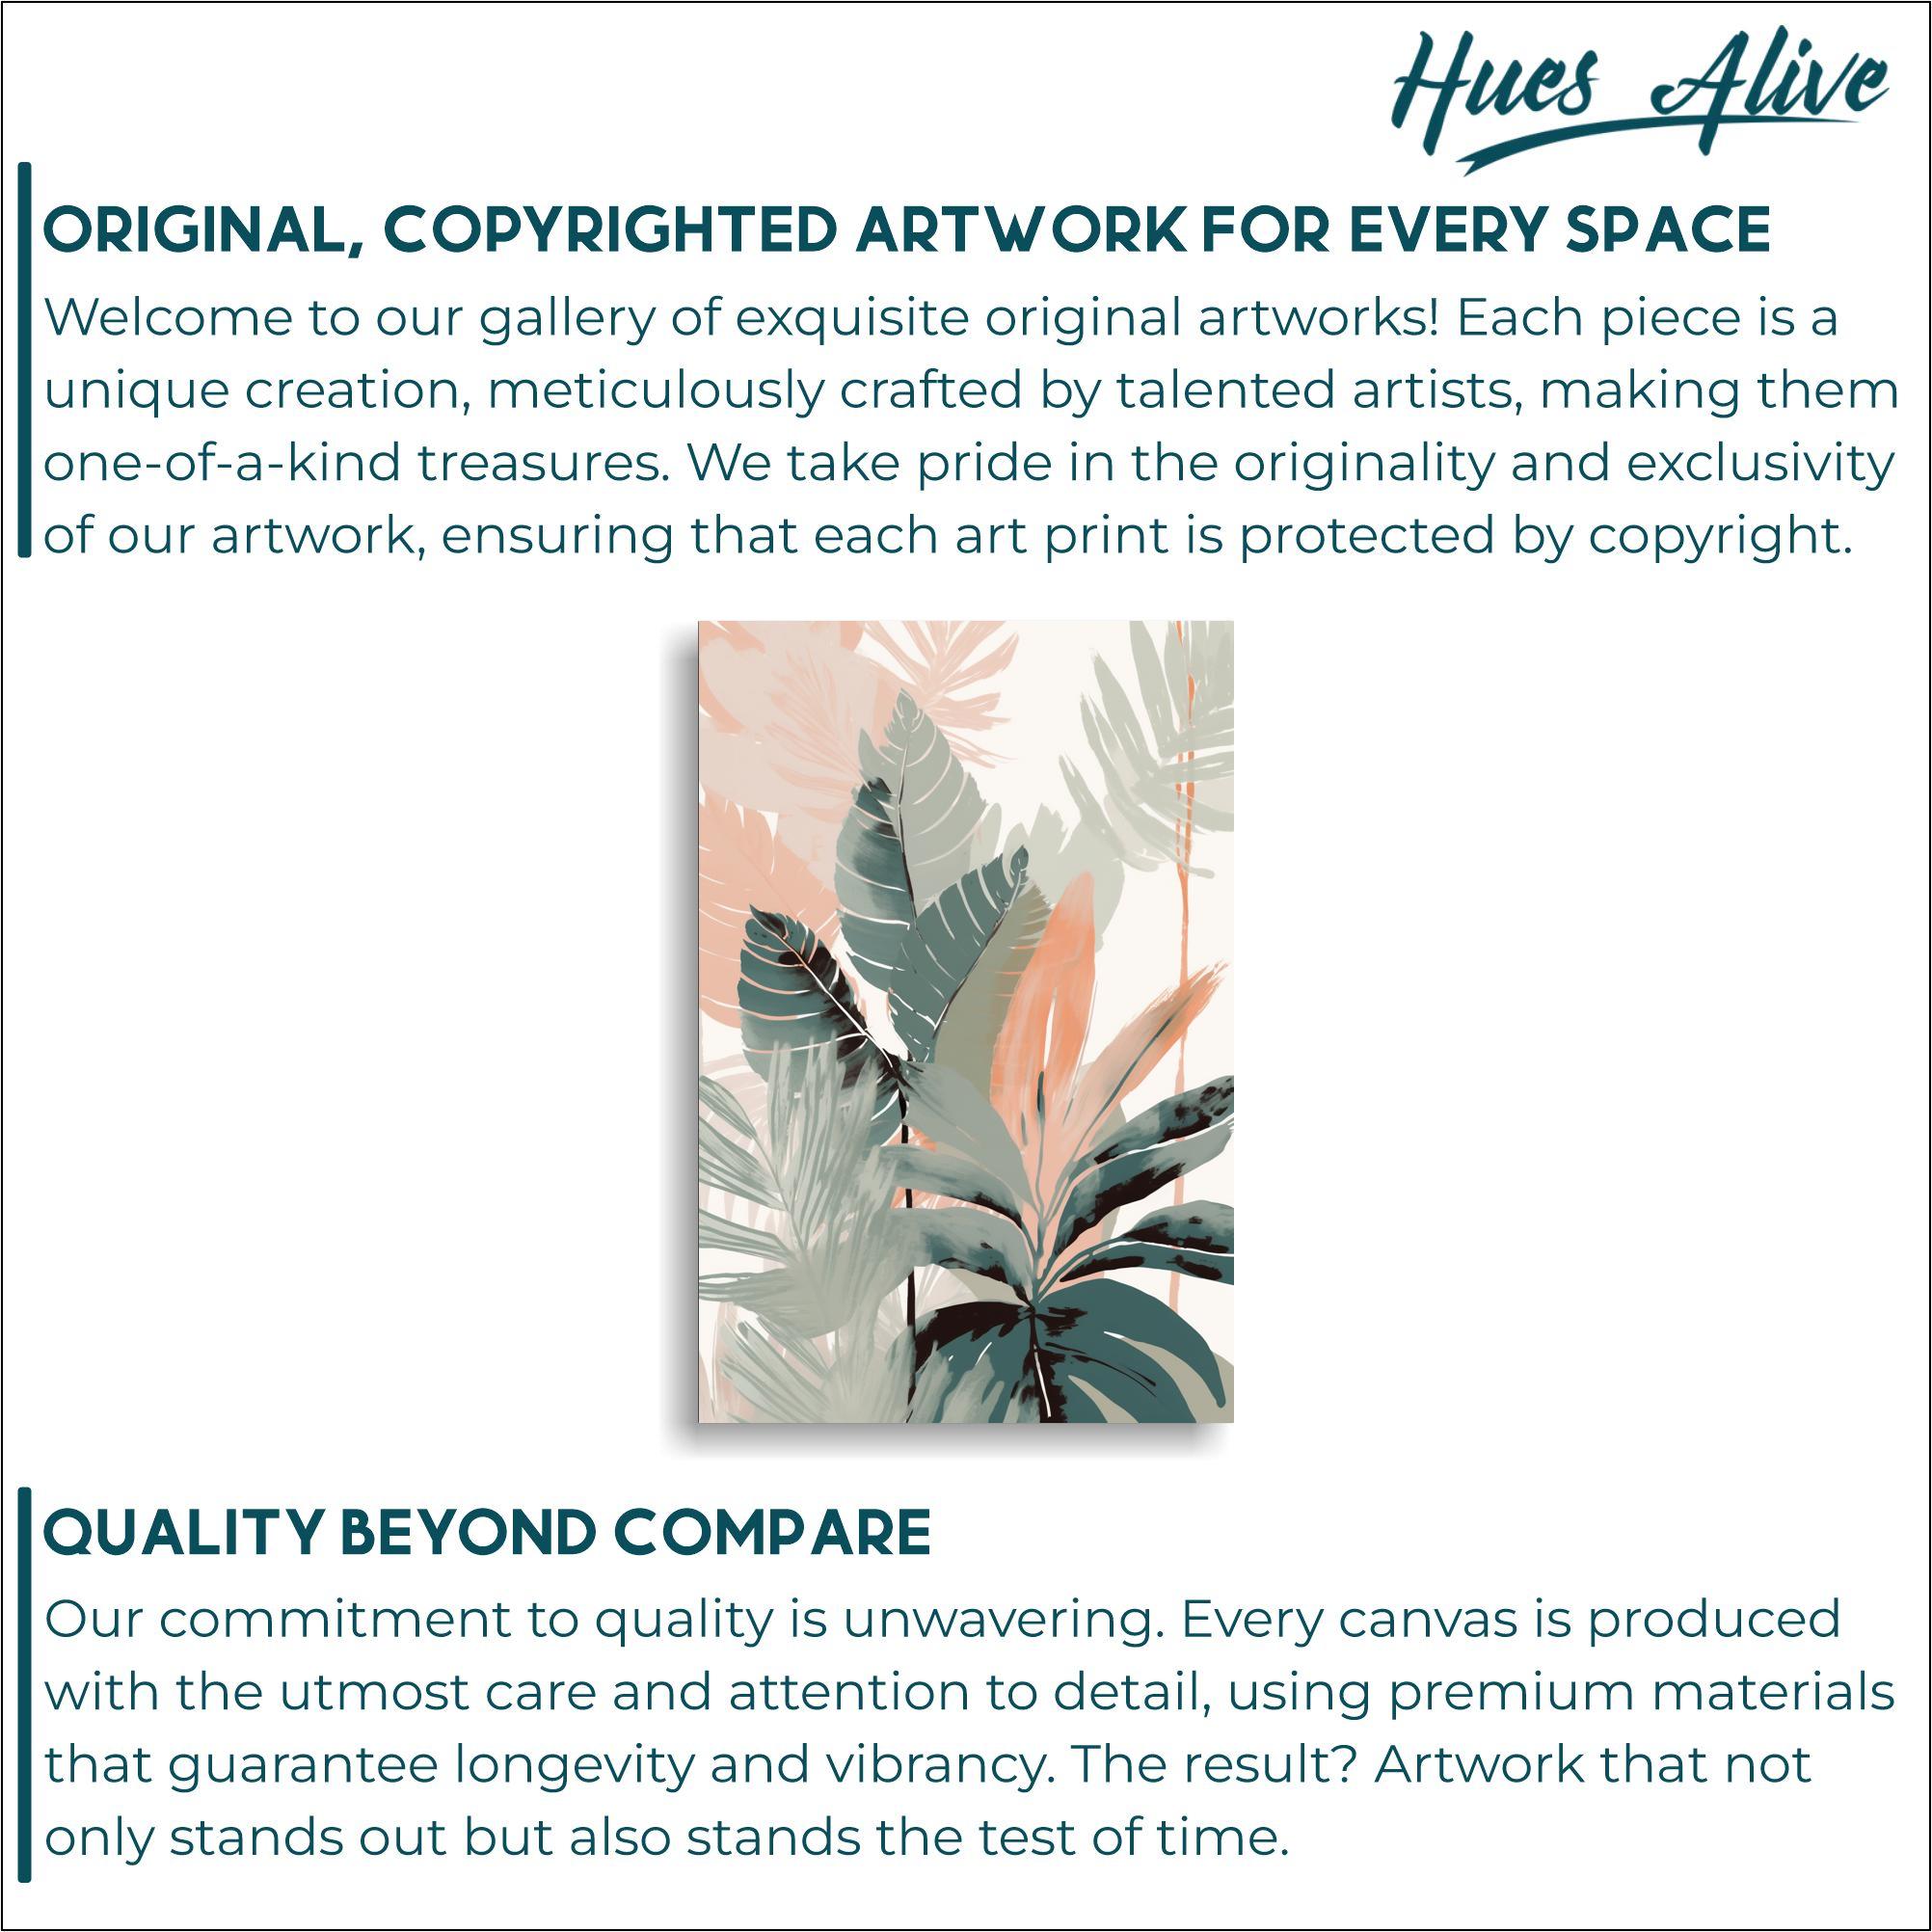 Hues Alive
ORIGINAL, COPYRIGHTED ARTWORK FOR EVERY SPACE
Welcome to our gallery of exquisite original artworks! Each piece is a
unique creation, meticulously crafted by talented artists, making them
one-of-a-kind treasures. We take pride in the originality and exclusivity
of our artwork, ensuring that each art print is protected by copyright.
QUALITY BEYOND COMPARE
Our commitment to quality is unwavering. Every canvas is produced
with the utmost care and attention to detail, using premium materials
that guarantee longevity and vibrancy. The result? Artwork that not
only stands out but also stands the test of time.